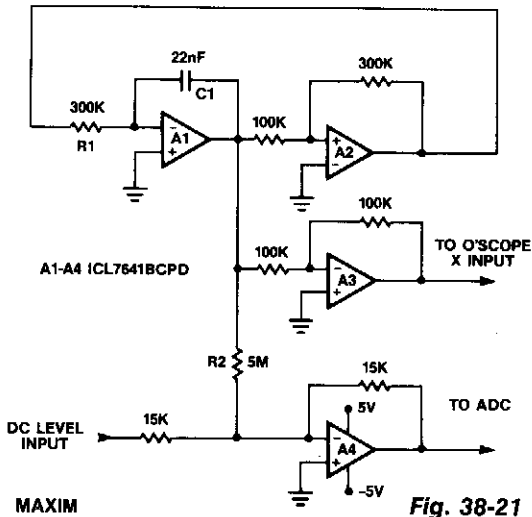 22nF
C1
300K
R1
-
A1
+
100K
300K
+
A2
-
100K
100K
-
A3
+
TO O'SCOPE
X INPUT
A1-A4 ICL7641BCPD
R2
5M
15K
5V
TO ADC
DC LEVEL
INPUT
15K
-
A4
+
-5V
MAXIM
Fig. 38-21